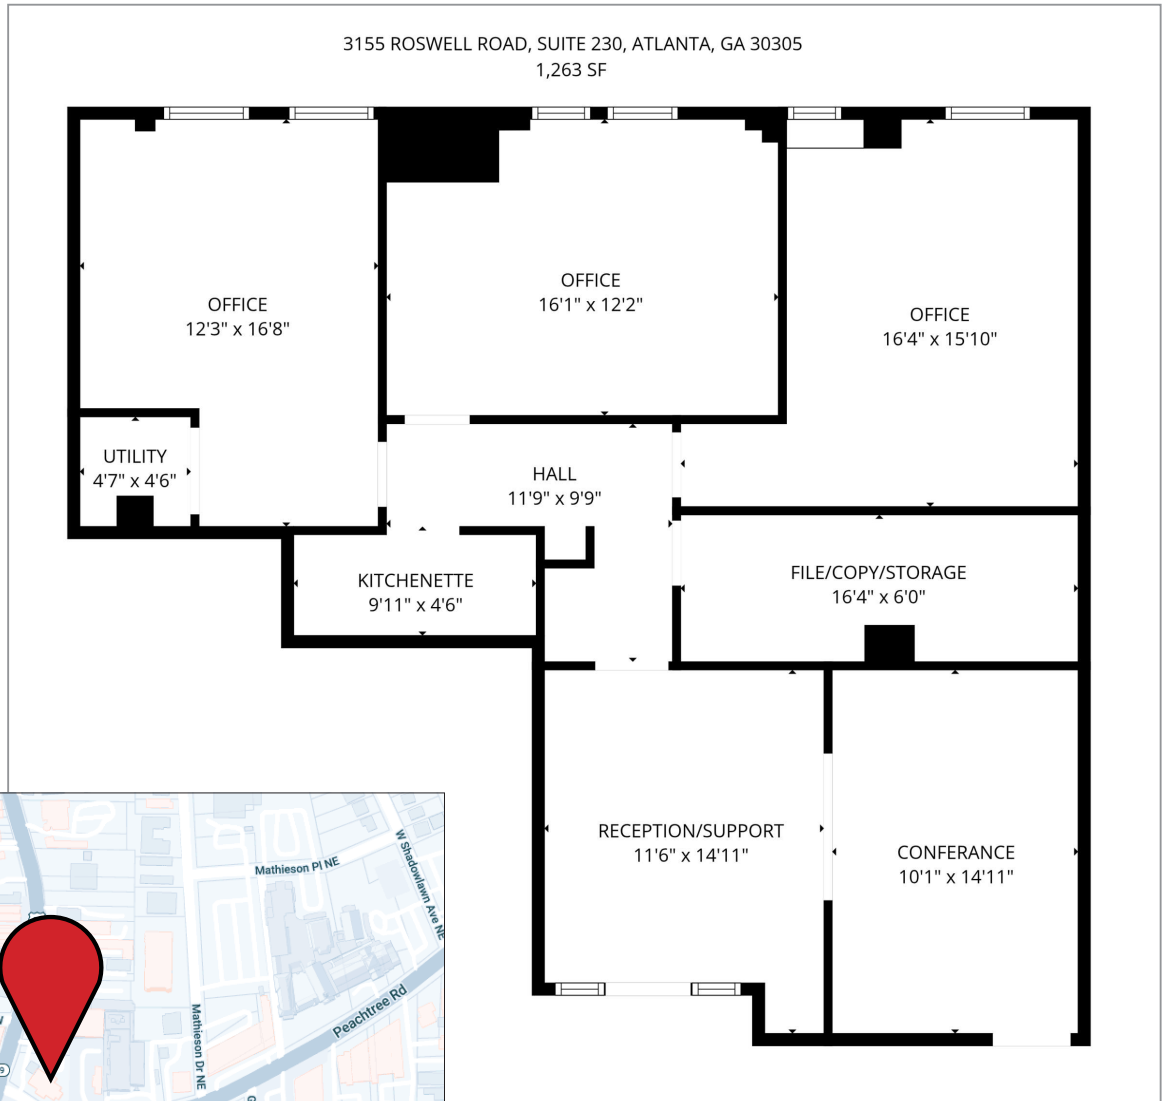 3155 ROSWELL ROAD, SUITE 230, ATLANTA, GA 30305
1,263 SF
OFFICE
12'3" x 16'8"
OFFICE
16'1" x 12'2"
OFFICE
16'4" x 15'10"
UTILITY
4'7" x 4'6"
HALL
11'9" x 9'9"
KITCHENETTE
9'11" x 4'6"
FILE/COPY/STORAGE
16'4" x 6'0"
RECEPTION/SUPPORT
11'6" x 14'11"
CONFERANCE
10'1" x 14'11"
Mathieson Pl NE
W Shadowlawn Ave NE
Mathieson Dr NE
Peachtree Rd